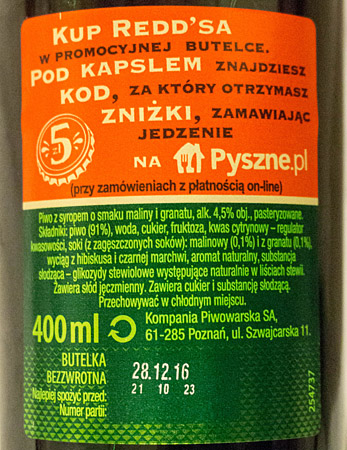 Kup Redd'sa
w promocyjnej butelce.
Pod kapslem znajdziesz
kod, za który otrzymasz
zniżki, zamawiając
jedzenie
na Pyszne.pl
5
(przy zamówieniach z płatnością on-line)
Piwo z syropem o smaku maliny i granatu, alk. 4,5% obj., pasteryzowane.
Składniki: piwo (91%), woda, cukier, fruktoza, kwas cytrynowy – regulator
kwasowości, soki (z zagęszczonych soków): malinowy (0,1%) i z granatu (0,1%),
wyciąg z hibiskusa i czarnej marchwi, aromat naturalny, substancja
słodząca – glikozydy stewiolowe występujące naturalnie w liściach stewii.
Zawiera słód jęczmienny. Zawiera cukier i substancję słodzącą.
Przechowywać w chłodnym miejscu.
400 ml
Kompania Piwowarska SA,
61-285 Poznań, ul. Szwajcarska 11.
BUTELKA
BEZZWROTNA
Najlepiej spożyć przed:
Numer partii:
28.12.16
21 10 23
254737